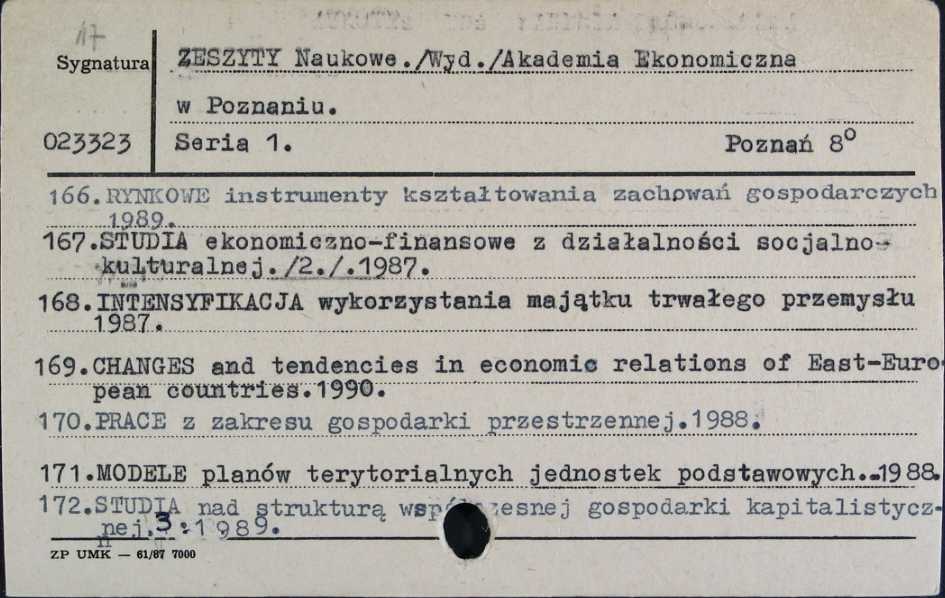 17
Sygnatura
ZESZYTY Naukowe./Wyd./Akademia Ekonomiczna
w Poznaniu.
023323
Seria 1.
Poznań 8⁰
166.RYNKOWE instrumenty kształtowania zachowań gospodarczych
1989.
167.STUDIA ekonomiczno-finansowe z działalności socjalno-
kulturalnej./2./.1987.
168.INTENSYFIKACJA wykorzystania majątku trwałego przemysłu
1987.
169.CHANGES and tendencies in economic relations of East-Euro
pean countries.1990.
170.PRACE z zakresu gospodarki przestrzennej.1988.
171.MODELE planów terytorialnych jednostek podstawowych.-1988.
172.STUDIA nad strukturą gospodarki kapitalistycz-
nej.3.1989.
ZP UMK — 61/87 7000